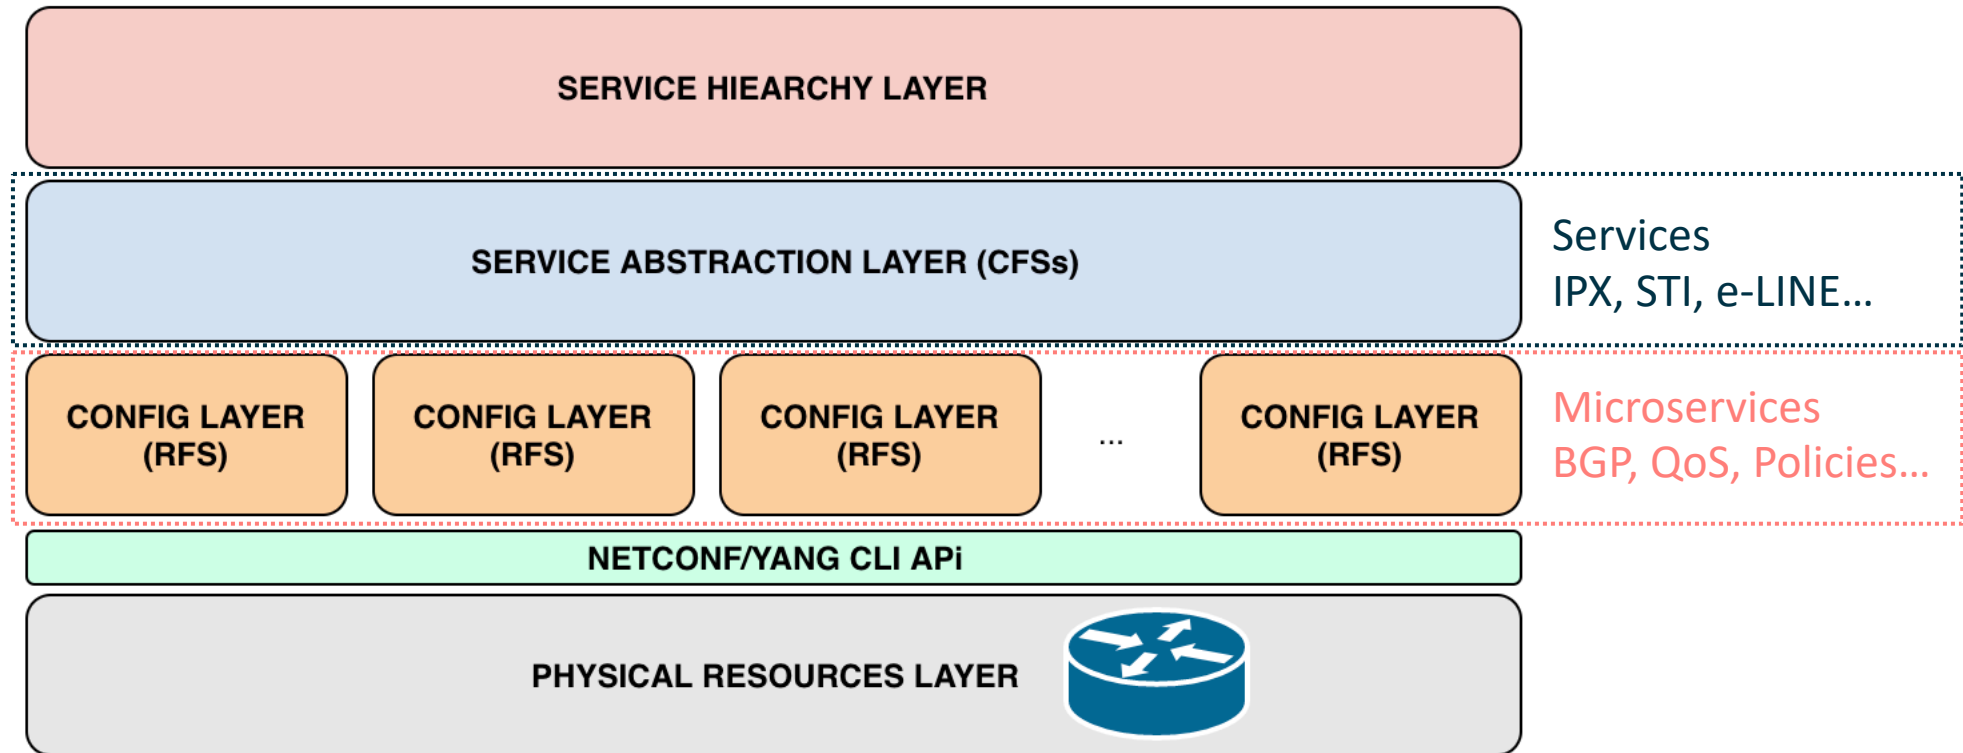 SERVICE HIEARCHY LAYER
SERVICE ABSTRACTION LAYER (CFSs)
Services
IPX, STI, e-LINE...
CONFIG LAYER
(RFS)
CONFIG LAYER
(RFS)
CONFIG LAYER
(RFS)
...
CONFIG LAYER
(RFS)
Microservices
BGP, QoS, Policies...
NETCONF/YANG CLI APi
PHYSICAL RESOURCES LAYER